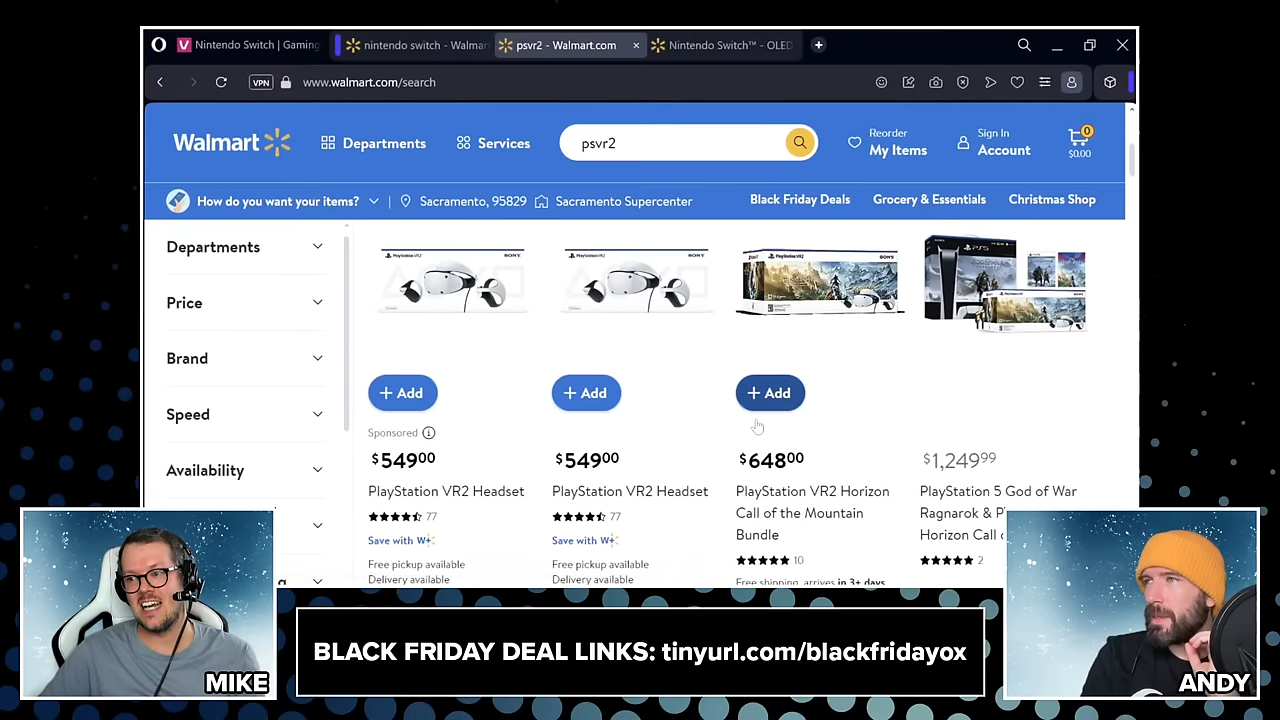 Nintendo Switch | Gaming
nintendo switch - Walmar
psvr2 - Walmart.com
Nintendo Switch™ - OLED
VPN
www.walmart.com/search
Walmart
Departments
Services
psvr2
Reorder
My Items
Sign In
Account
0
$0.00
How do you want your items?
Sacramento, 95829
Sacramento Supercenter
Black Friday Deals
Grocery & Essentials
Christmas Shop
Departments
Price
Brand
Speed
Availability
+ Add
+ Add
+ Add
Sponsored
$549.00
$549.00
$648.00
$1,249.99
PlayStation VR2 Headset
PlayStation VR2 Headset
PlayStation VR2 Horizon
Call of the Mountain
Bundle
PlayStation 5 God of War
Ragnarok & P
Horizon Call
77
77
10
2
Save with W+
Save with W+
Free pickup available
Delivery available
Free pickup available
Delivery available
Free shipping, arrives in 3+ days
BLACK FRIDAY DEAL LINKS: tinyurl.com/blackfridayox
MIKE
ANDY